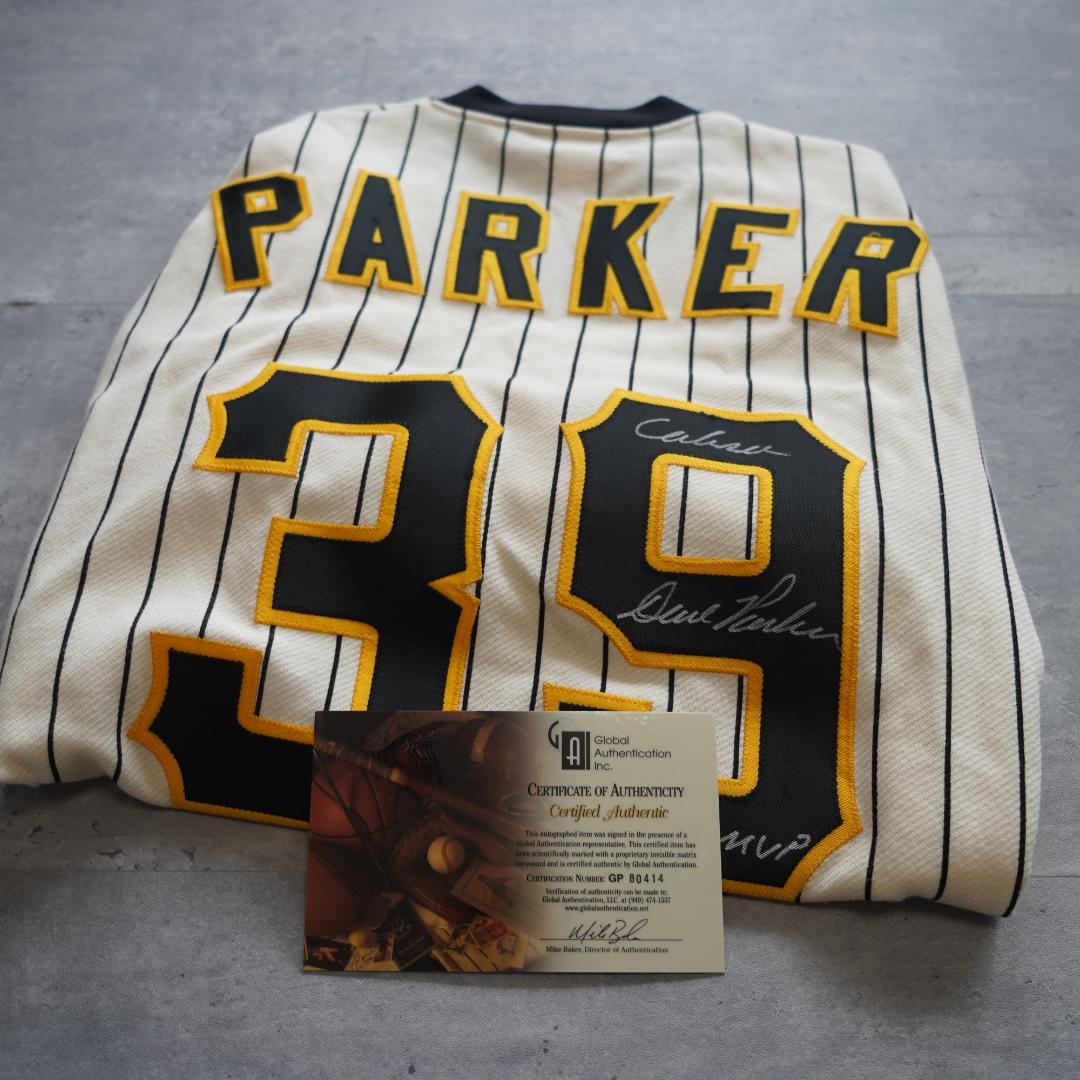 PARKER
39
Cobra
Dave Parker
MVP
GAI
Global
Authentication
Inc.
CERTIFICATE OF AUTHENTICITY
Certified Authentic
This autographed item was signed in the presence of a
Global Authentication representative. This certified item has
been scientifically marked with a proprietary invisible matrix
compound and is certified authentic by Global Authentication.
CERTIFICATION NUMBER: GP 80414
Verification of authenticity can be made to:
Global Authentication, LLC. at (949) 474-1557
www.globalauthentication.net
Mike Baker, Director of Authentication